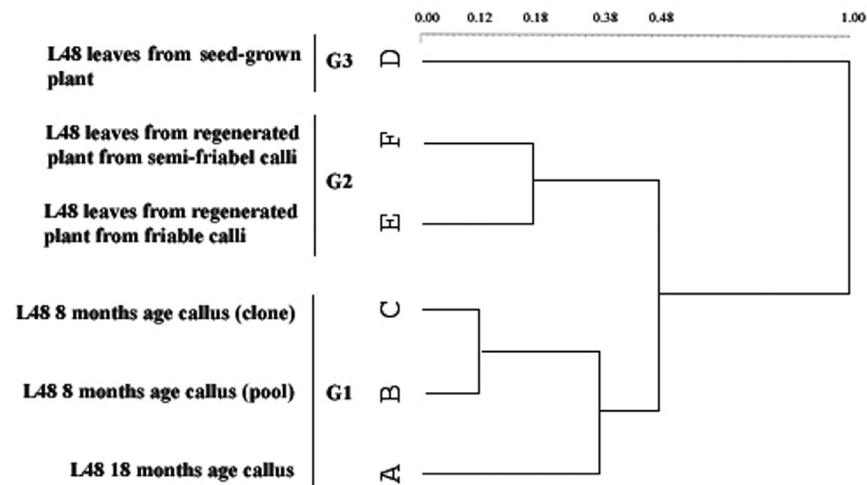 0.00 0.12 0.18 0.38 0.48 1.00
L48 leaves from seed-grown
plant
G3
D
L48 leaves from regenerated
plant from semi-friabel calli
F
G2
L48 leaves from regenerated
plant from friable calli
E
L48 8 months age callus (clone)
C
L48 8 months age callus (pool)
G1
B
L48 18 months age callus
A